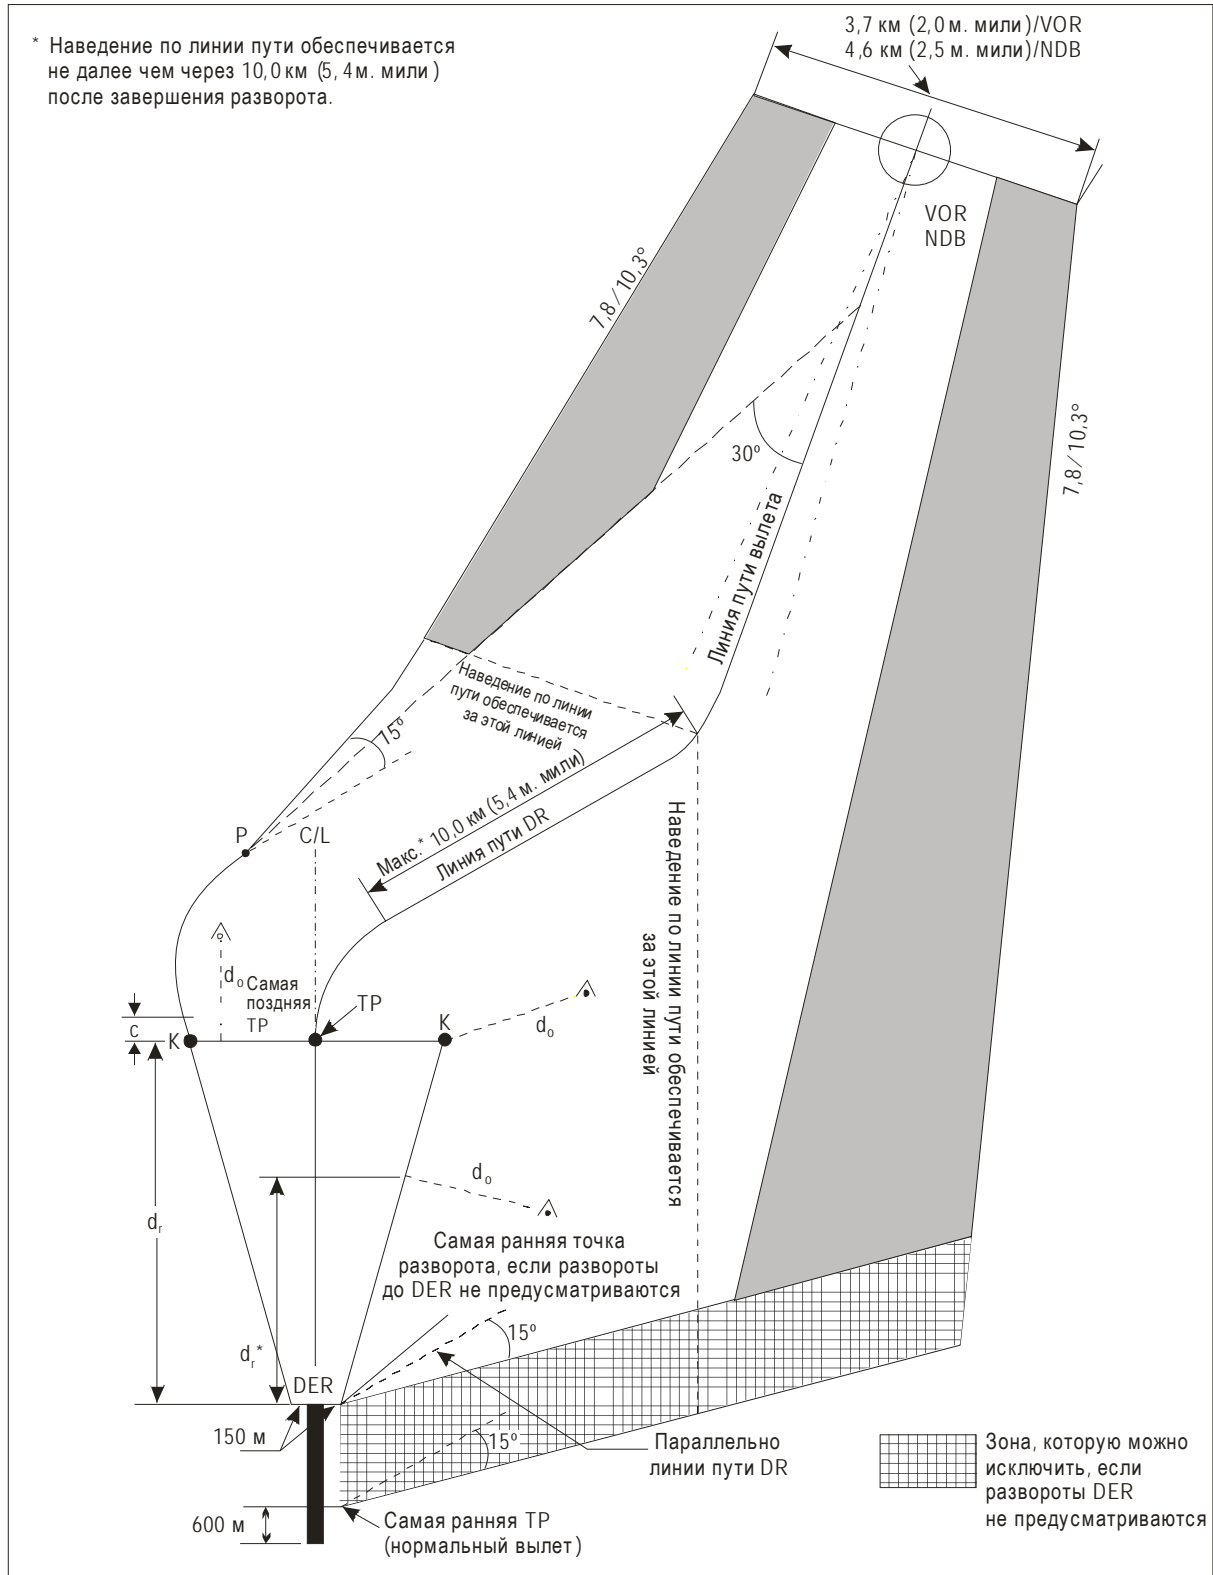 * Наведение по линии пути обеспечивается
не далее чем через 10,0 км (5, 4 м. мили)
после завершения разворота.
3,7 км (2,0 м. мили)/VOR
4,6 км (2,5 м. мили)/NDB
VOR
NDB
7,8/10,3°
7,8/10,3°
30°
Линия пути вылета
Наведение по линии
пути обеспечивается
за этой линией
75°
Макс.* 10,0 км (5,4 м. мили)
Линия пути DR
P
C/L
Наведение по линии пути обеспечивается
за этой линией
d₀ Самая
поздняя
TP
TP
c
K
K
d₀
d₀
dᵣ
Самая ранняя точка
разворота, если развороты
до DER не предусматриваются
15°
dᵣ*
DER
150 м
15°
Параллельно
линии пути DR
Зона, которую можно
исключить, если
развороты DER
не предусматриваются
600 м
Самая ранняя TP
(нормальный вылет)